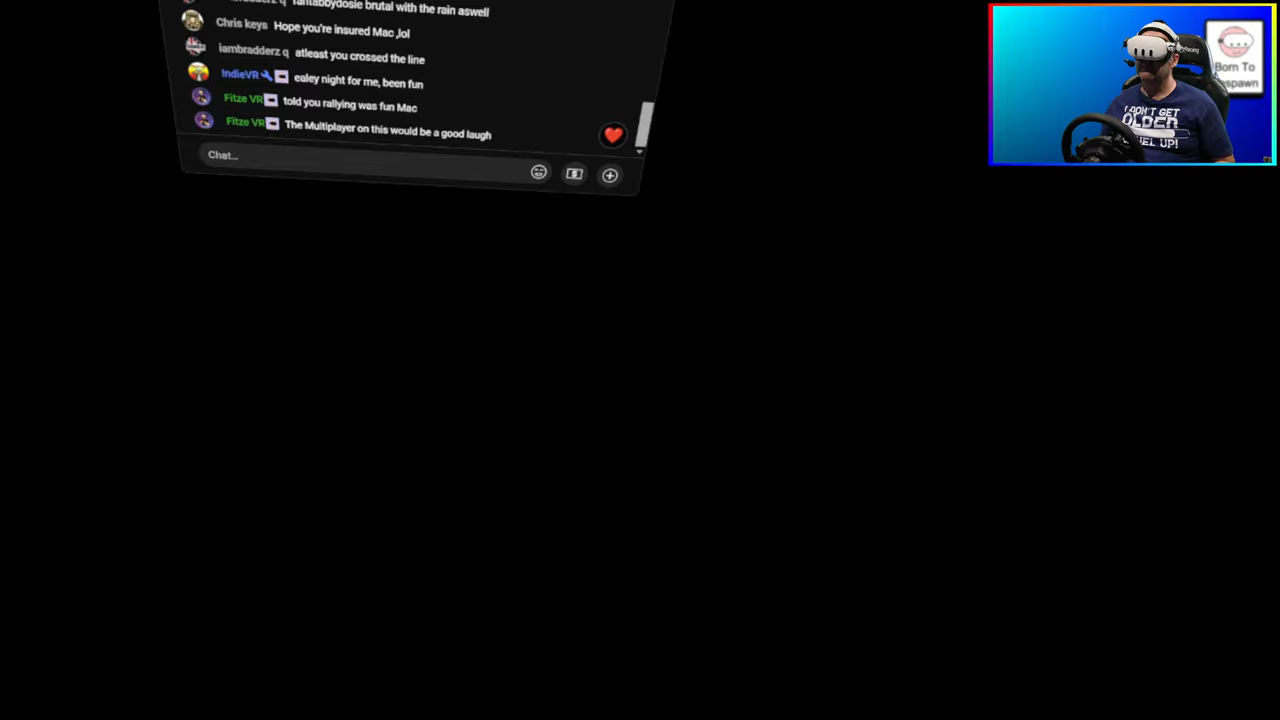 fantabbydosie brutal with the rain aswell
Chris keys Hope you're insured Mac ,lol
iambradderz q atleast you crossed the line
IndieVR ealey night for me, been fun
Fitze VR told you rallying was fun Mac
Fitze VR The Multiplayer on this would be a good laugh
Chat...
Born To
I DON'T GET
OLDER